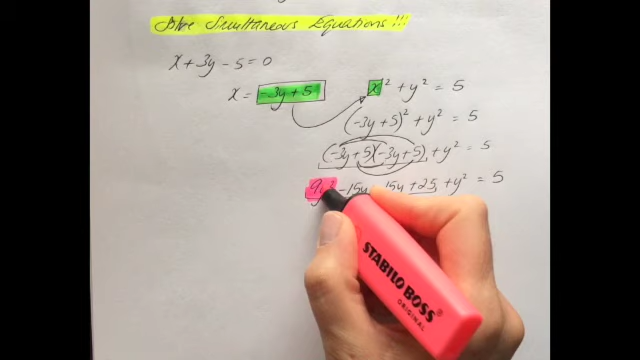 Solve Simultaneous Equations!!!
x + 3y - 5 = 0
x = -3y + 5
x² + y² = 5
(-3y + 5)² + y² = 5
(-3y + 5)(-3y + 5) + y² = 5
9y² - 15y - 15y + 25 + y² = 5
STABILO BOSS
ORIGINAL